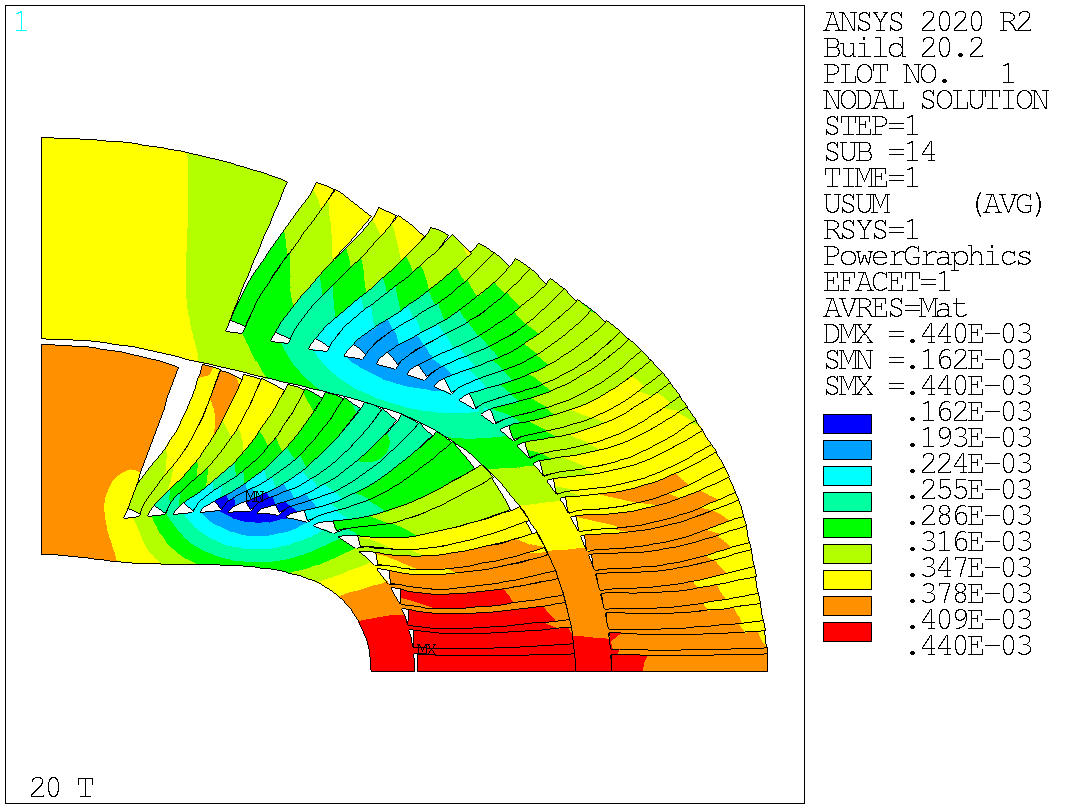 1
ANSYS 2020 R2
Build 20.2
PLOT NO. 1
NODAL SOLUTION
STEP=1
SUB =14
TIME=1
USUM (AVG)
RSYS=1
PowerGraphics
EFACET=1
AVRES=Mat
DMX =.440E-03
SMN =.162E-03
SMX =.440E-03
.162E-03
.193E-03
.224E-03
.255E-03
.286E-03
.316E-03
.347E-03
.378E-03
.409E-03
.440E-03
MN
MX
20 T